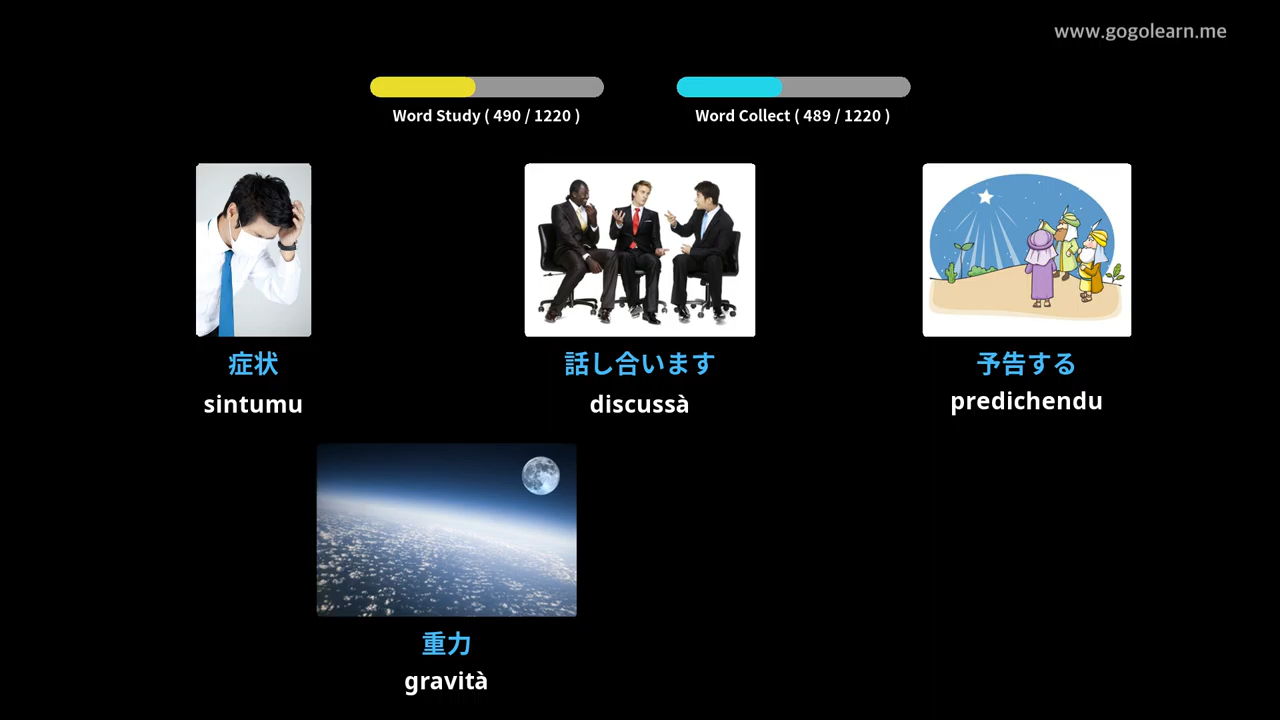 www.gogolearn.me
Word Study ( 490 / 1220 )
Word Collect ( 489 / 1220 )
症状
sintumu
話し合います
discussà
予告する
predichendu
重力
gravità